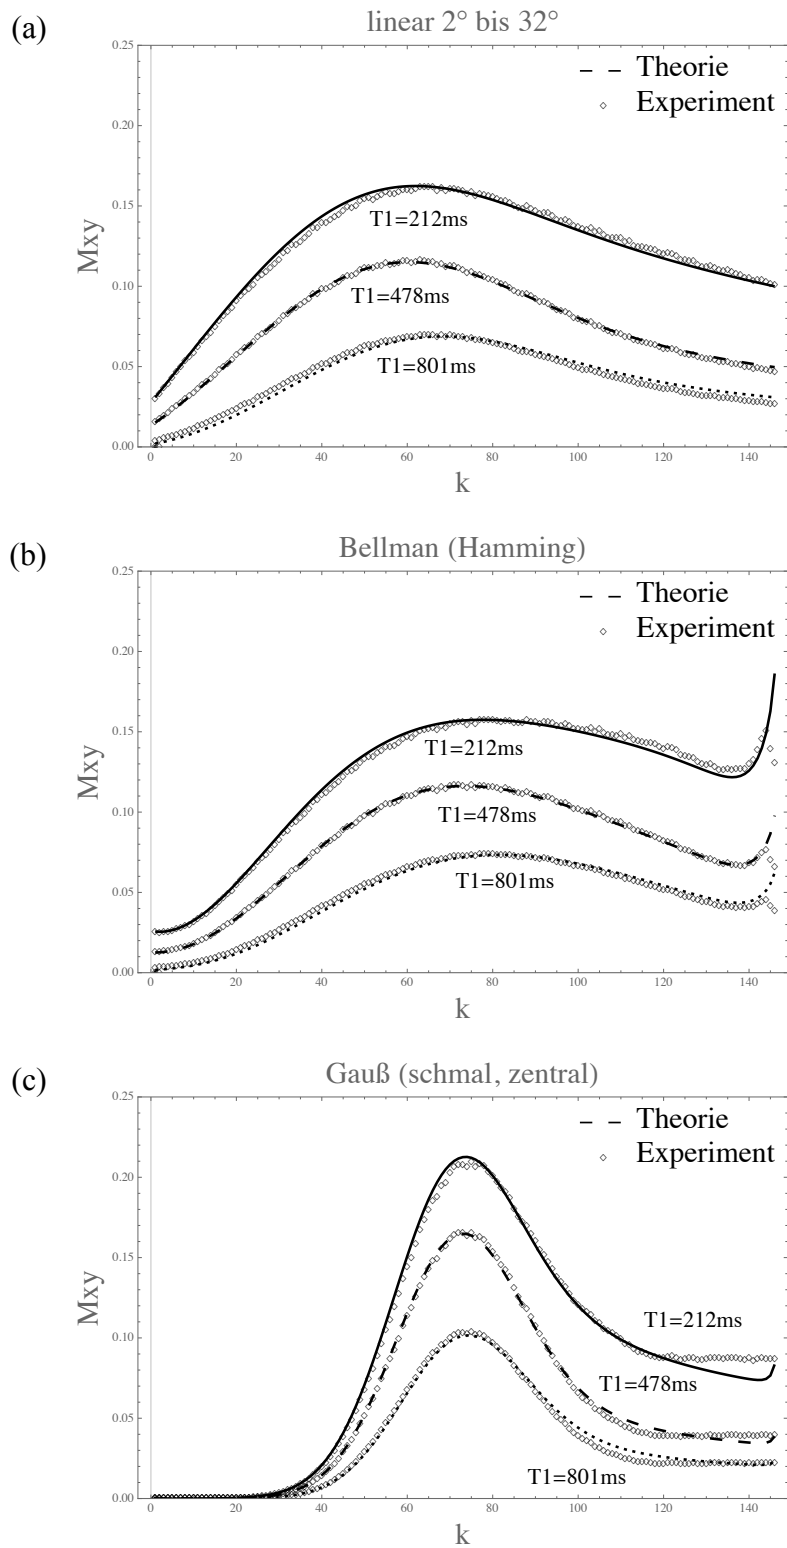 (a)
linear 2° bis 32°
0.25
0.20
0.15
0.10
0.05
0.00
Mxy
Theorie
Experiment
T1=212ms
T1=478ms
T1=801ms
0 20 40 60 80 100 120 140
k
(b)
Bellman (Hamming)
0.25
0.20
0.15
0.10
0.05
0.00
Mxy
Theorie
Experiment
T1=212ms
T1=478ms
T1=801ms
0 20 40 60 80 100 120 140
k
(c)
Gauß (schmal, zentral)
0.25
0.20
0.15
0.10
0.05
0.00
Mxy
Theorie
Experiment
T1=212ms
T1=478ms
T1=801ms
0 20 40 60 80 100 120 140
k